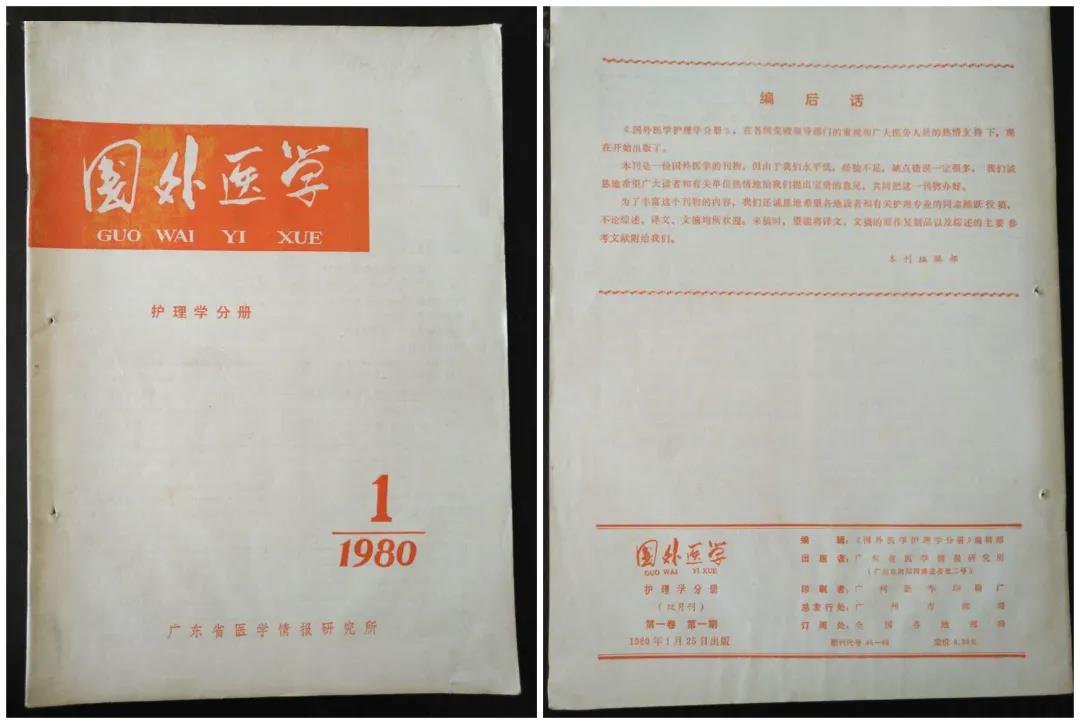 国外医学
GUO WAI YI XUE
护理学分册
1
1980
广东省医学情报研究所
编后话
《国外医学护理学分册》，在各级党政领导部门的重视和广大医务人员的热情支持下，现
在开始出版了。
本刊是一份国外医学的刊物，但由于我们水平低，经验不足，缺点错误一定很多，我们诚
恳地希望广大读者和有关单位热情地给我们提出宝贵的意见，共同把这一刊物办好。
为了丰富这个刊物的内容，我们还诚恳地希望各地读者和有关护理专业的同志踊跃投稿，
不论综述、译文、文摘均所欢迎。来稿时，望能将译文、文摘的原作复制品以及综述的主要参
考文献附给我们。
本刊编辑部
国外医学
GUO WAI YI XUE
护理学分册
(双月刊)
第一卷 第一期
1980年1月25日出版
编辑：《国外医学护理学分册》编辑部
出版者：广东省医学情报研究所
印刷者：广州
总发行处：广州市邮局
订阅处：全国各地邮局
期刊代号 46—
定价